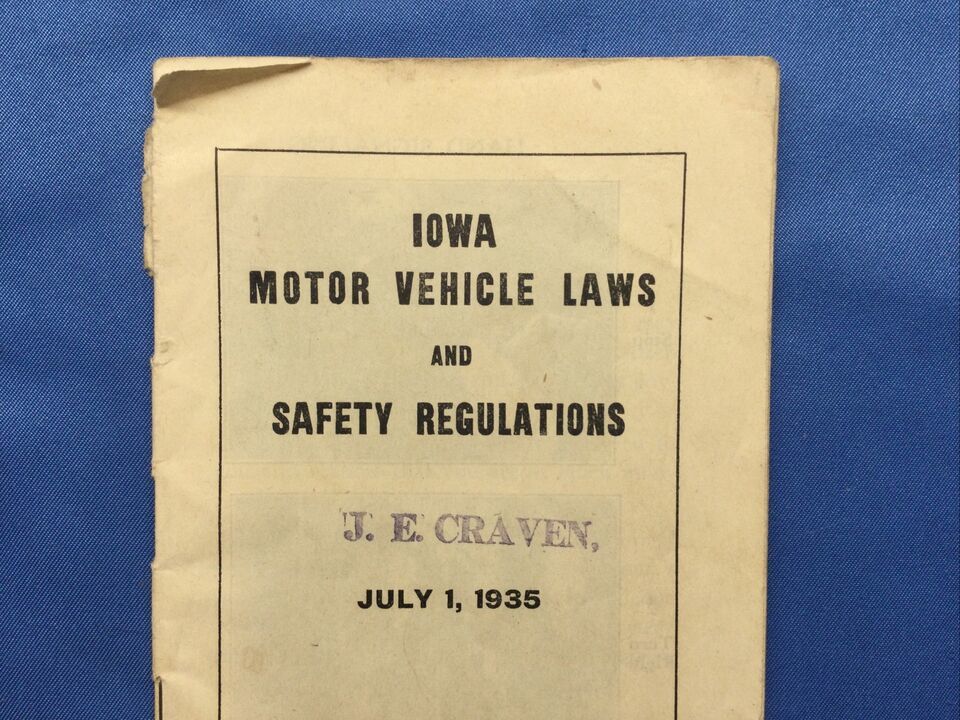 IOWA
MOTOR VEHICLE LAWS
AND
SAFETY REGULATIONS
J. E. CRAVEN,
JULY 1, 1935